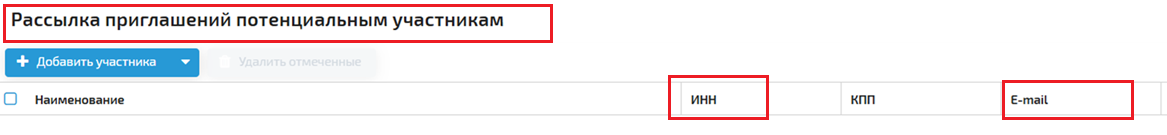 Рассылка приглашений потенциальным участникам
Добавить участника Удалить отмеченные
Наименование ИНН КПП E-mail